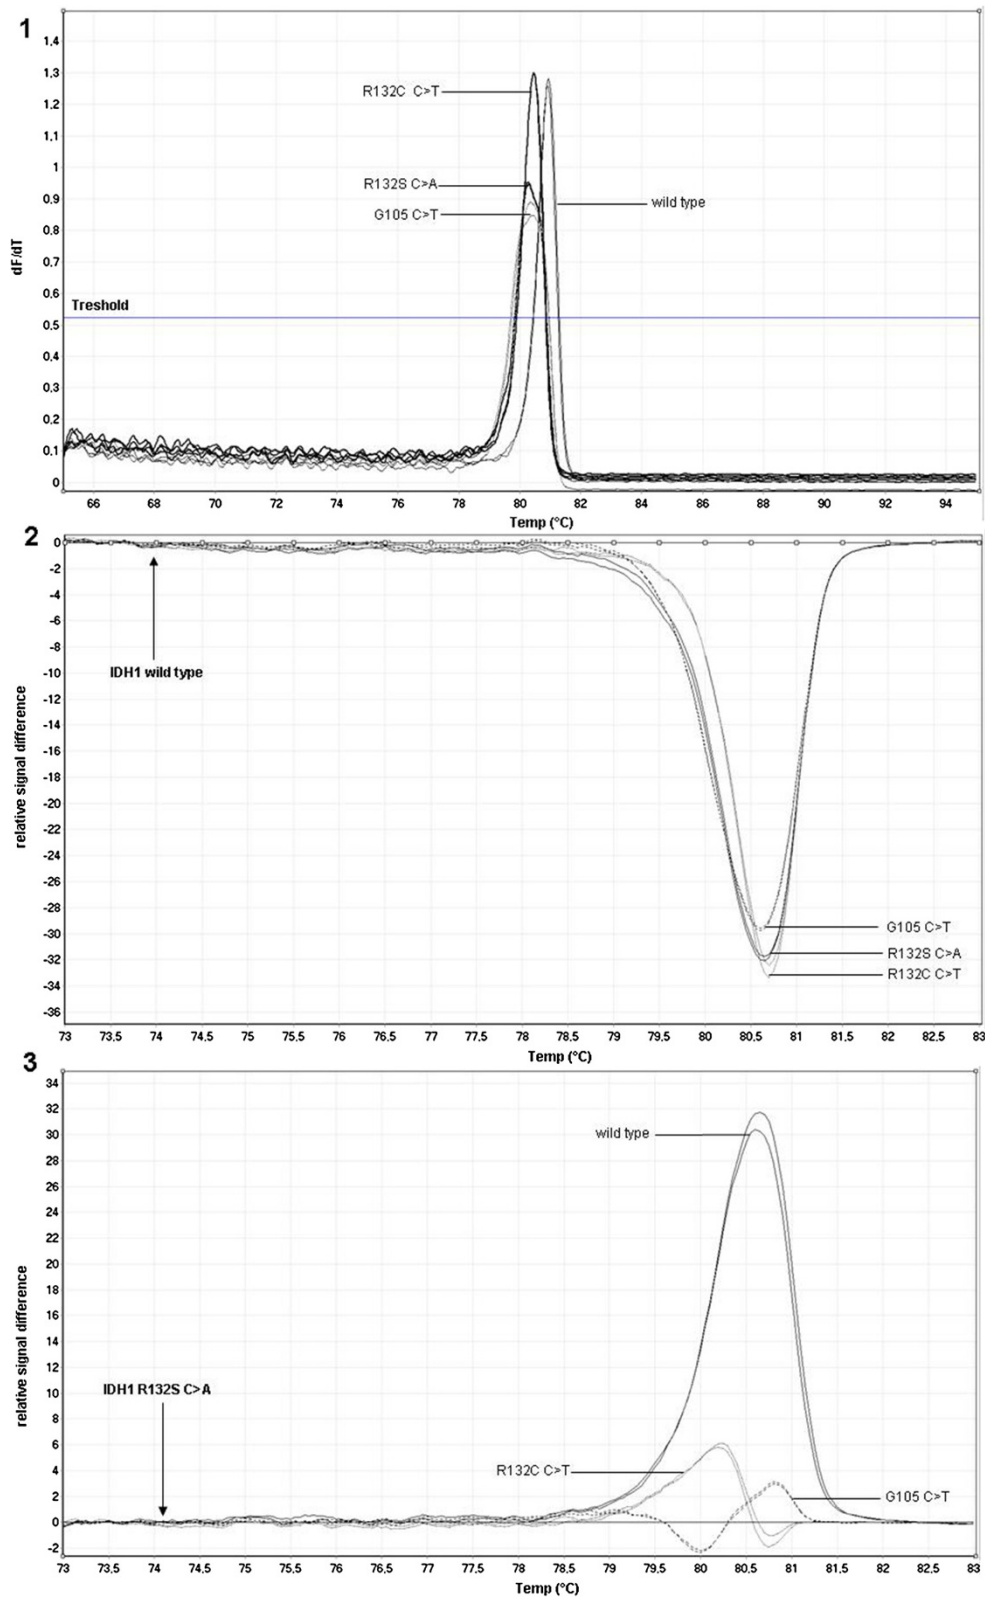 1
1.4
1.3
R132C C>T
1.2
1.1
1
R132S C>A
0.9
wild type
G105 C>T
0.8
dF/dT
0.7
0.6
Treshold
0.5
0.4
0.3
0.2
0.1
0
66 68 70 72 74 76 78 80 82 84 86 88 90 92 94
Temp (°C)
2
0
-2
-4
-6
-8
IDH1 wild type
-10
-12
-14
-16
-18
relative signal difference
-20
-22
-24
-26
-28
G105 C>T
-30
R132S C>A
-32
R132C C>T
-34
-36
73 73,5 74 74,5 75 75,5 76 76,5 77 77,5 78 78,5 79 79,5 80 80,5 81 81,5 82 82,5 83
Temp (°C)
3
34
32
wild type
30
28
26
24
22
20
18
relative signal difference
16
14
12
10
IDH1 R132S C>A
8
6
R132C C>T
4
G105 C>T
2
0
-2
73 73,5 74 74,5 75 75,5 76 76,5 77 77,5 78 78,5 79 79,5 80 80,5 81 81,5 82 82,5 83
Temp (°C)